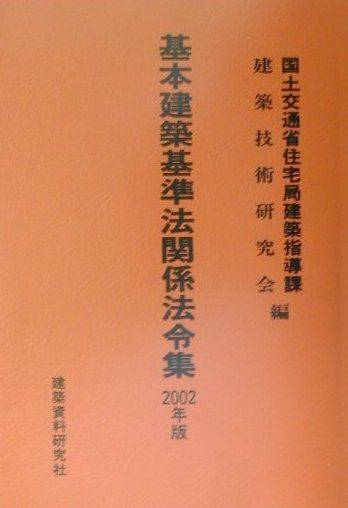 国土交通省住宅局建築指導課
建築技術研究会 編
基本建築基準法関係法令集
2002年版
建築資料研究社